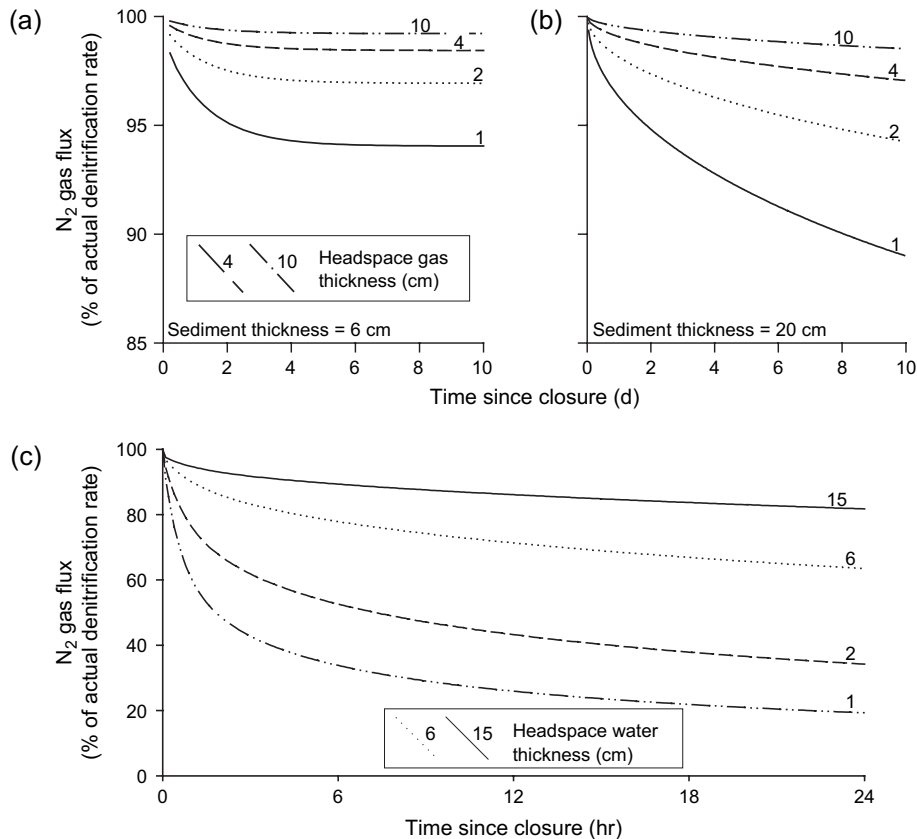 (a)
N2 gas flux
(% of actual denitrification rate)
100
95
90
85
10
4
2
1
4 10 Headspace gas
thickness (cm)
Sediment thickness = 6 cm
0 2 4 6 8 10
(b)
100
95
90
85
10
4
2
1
Sediment thickness = 20 cm
0 2 4 6 8 10
Time since closure (d)
(c)
N2 gas flux
(% of actual denitrification rate)
100
80
60
40
20
0
15
6
2
1
6 15 Headspace water
thickness (cm)
0 6 12 18 24
Time since closure (hr)